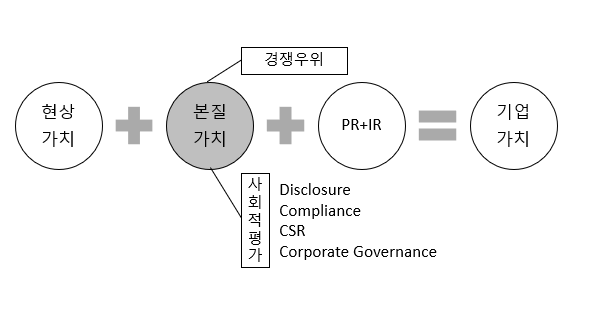 경쟁우위
현상
가치
본질
가치
PR+IR
기업
가치
사
회
적
평
가
Disclosure
Compliance
CSR
Corporate Governance